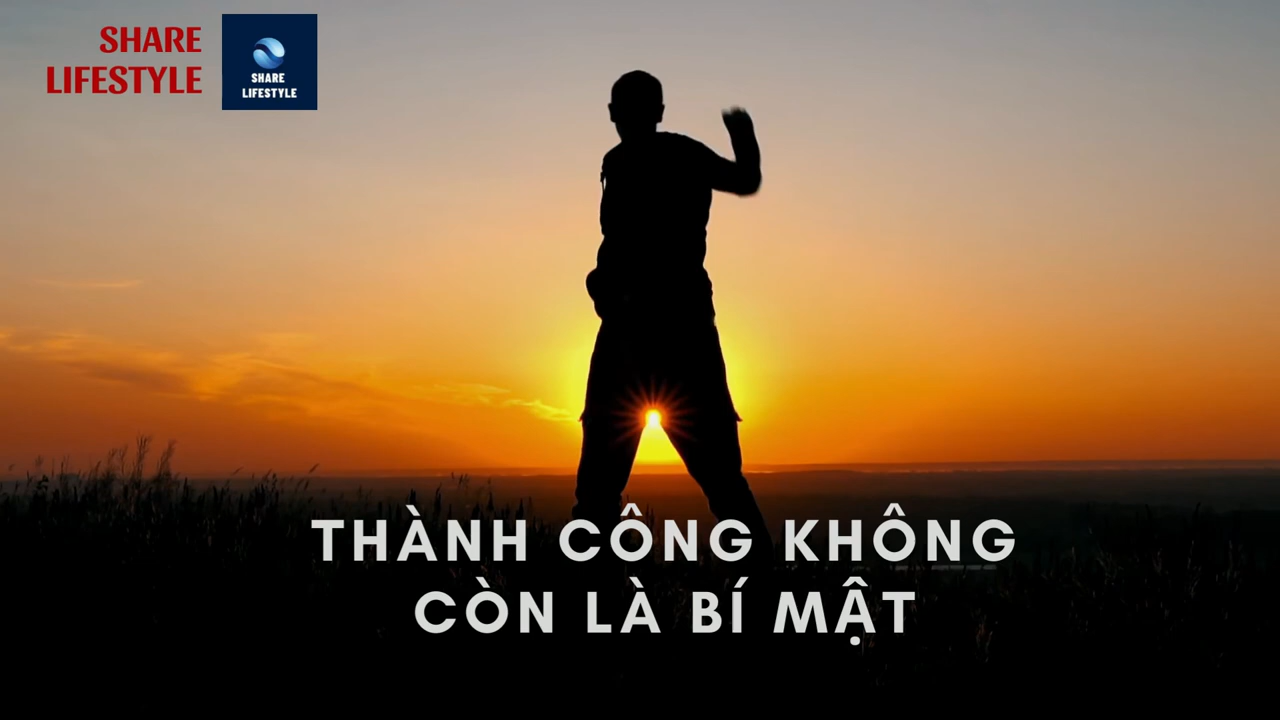 SHARE
LIFESTYLE
SHARE
LIFESTYLE
THÀNH CÔNG KHÔNG
CÒN LÀ BÍ MẬT